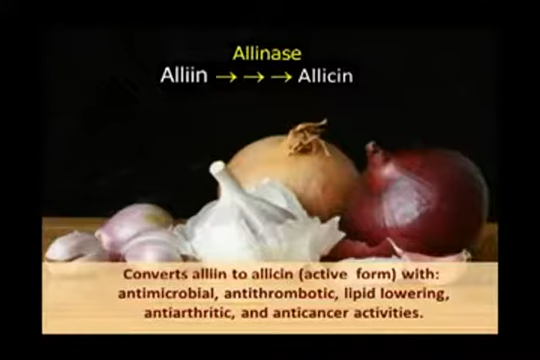 Allinase
Alliin → → → Allicin
Converts alliin to allicin (active form) with:
antimicrobial, antithrombotic, lipid lowering,
antiarthritic, and anticancer activities.